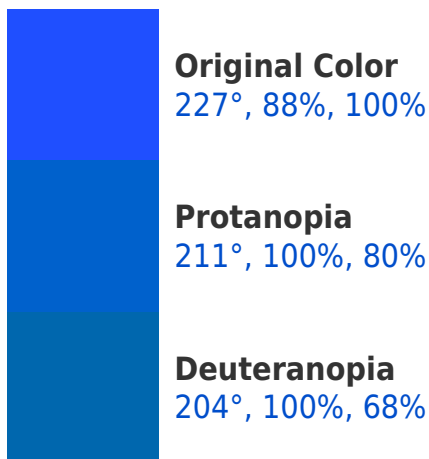 Original Color
227°, 88%, 100%
Protanopia
211°, 100%, 80%
Deuteranopia
204°, 100%, 68%